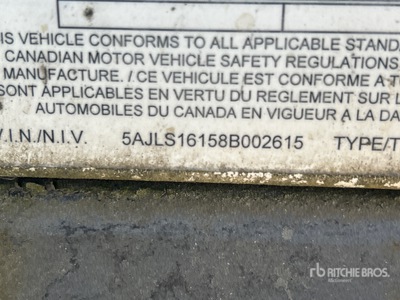 IS VEHICLE CONFORMS TO ALL APPLICABLE STANDA
CANADIAN MOTOR VEHICLE SAFETY REGULATIONS
MANUFACTURE. / CE VEHICULE EST CONFORME A T
SONT APPLICABLES EN VERTU DU REGLEMENT SUR L
AUTOMOBILES DU CANADA EN VIGUEUR A LA DA
V.I.N./N.I.V. 5AJLS16158B002615 TYPE/T
rb RITCHIE BROS.